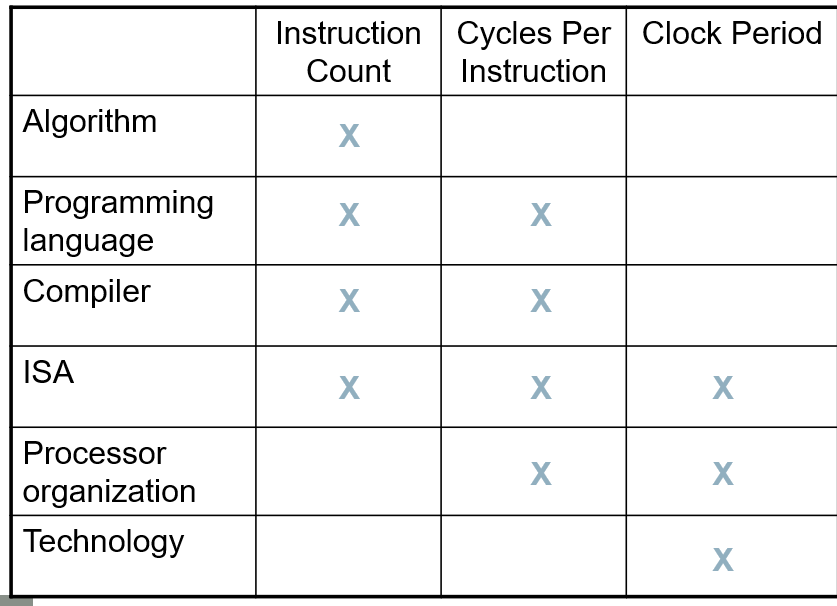 Instruction Count
Cycles Per Instruction
Clock Period
Algorithm
X
Programming language
X
X
Compiler
X
X
ISA
X
X
X
Processor organization
X
X
Technology
X